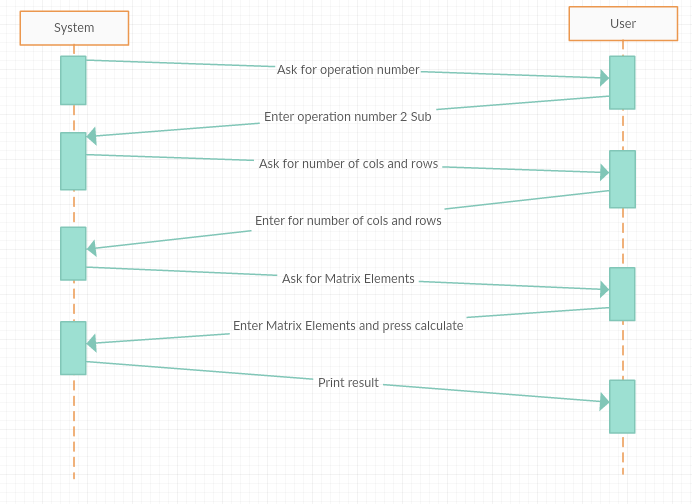 System
User
Ask for operation number
Enter operation number 2 Sub
Ask for number of cols and rows
Enter for number of cols and rows
Ask for Matrix Elements
Enter Matrix Elements and press calculate
Print result